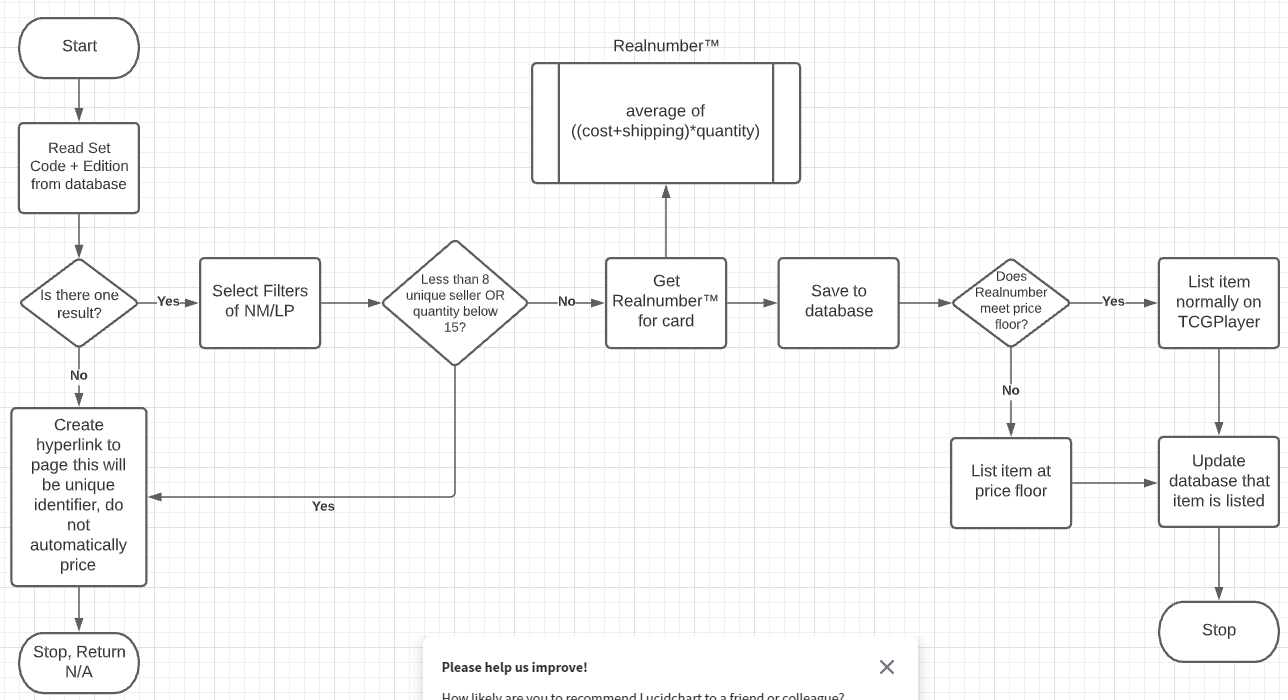 Start
Read Set
Code + Edition
from database
Is there one
result?
Yes
No
Create
hyperlink to
page this will
be unique
identifier, do
not
automatically
price
Stop, Return
N/A
Select Filters
of NM/LP
Less than 8
unique seller OR
quantity below
15?
Yes
No
Realnumber™
average of
((cost+shipping)*quantity)
Get
Realnumber™
for card
Save to
database
Does
Realnumber
meet price
floor?
Yes
No
List item at
price floor
List item
normally on
TCGPlayer
Update
database that
item is listed
Stop
Please help us improve!
How likely are you to recommend Lucidchart to a friend or colleague?